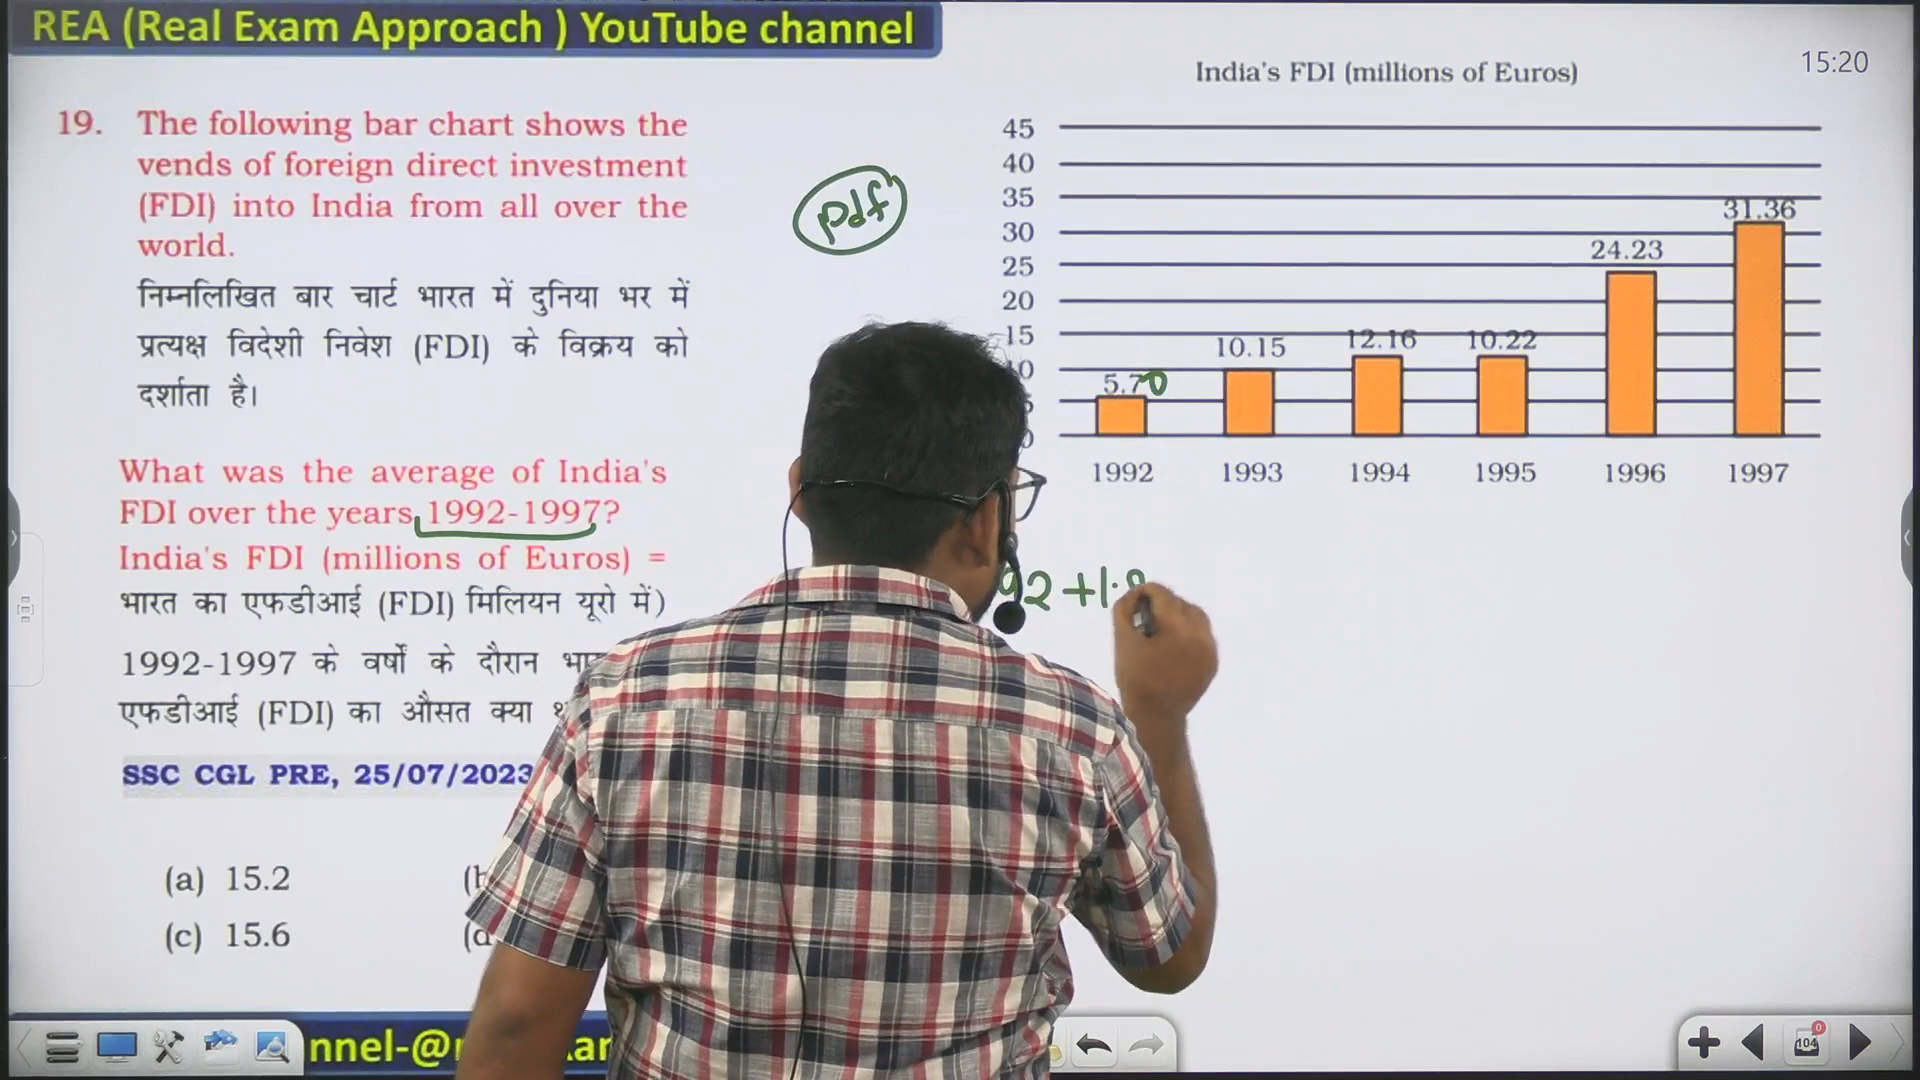 REA (Real Exam Approach ) YouTube channel
15:20
19. The following bar chart shows the
vends of foreign direct investment
(FDI) into India from all over the
world.
निम्नलिखित बार चार्ट भारत में दुनिया भर में
प्रत्यक्ष विदेशी निवेश (FDI) के विक्रय को
दर्शाता है।
What was the average of India's
FDI over the years 1992-1997?
India's FDI (millions of Euros) =
भारत का एफडीआई (FDI) मिलियन यूरो में)
1992-1997 के वर्षों के दौरान
एफडीआई (FDI) का औसत क्या
SSC CGL PRE, 25/07/2023
(a) 15.2
(c) 15.6
pdf
India's FDI (millions of Euros)
45
40
35
30
25
20
15
31.36
24.23
12.16
10.22
10.15
5.70
1992 1993 1994 1995 1996 1997
92 +1.
nnel-@
104
0